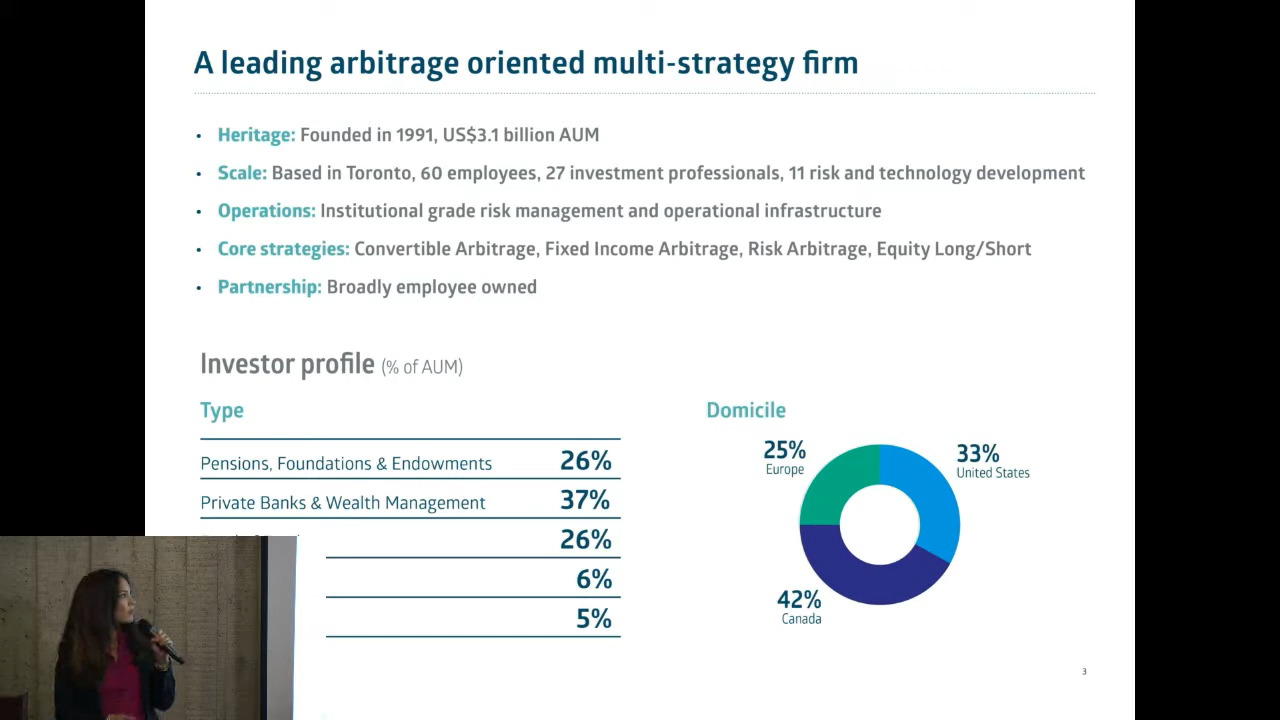 A leading arbitrage oriented multi-strategy firm
• Heritage: Founded in 1991, US$3.1 billion AUM
• Scale: Based in Toronto, 60 employees, 27 investment professionals, 11 risk and technology development
• Operations: Institutional grade risk management and operational infrastructure
• Core strategies: Convertible Arbitrage, Fixed Income Arbitrage, Risk Arbitrage, Equity Long/Short
• Partnership: Broadly employee owned
Investor profile (% of AUM)
Type
Pensions, Foundations & Endowments 26%
Private Banks & Wealth Management 37%
26%
6%
5%
Domicile
25%
Europe
33%
United States
42%
Canada
3